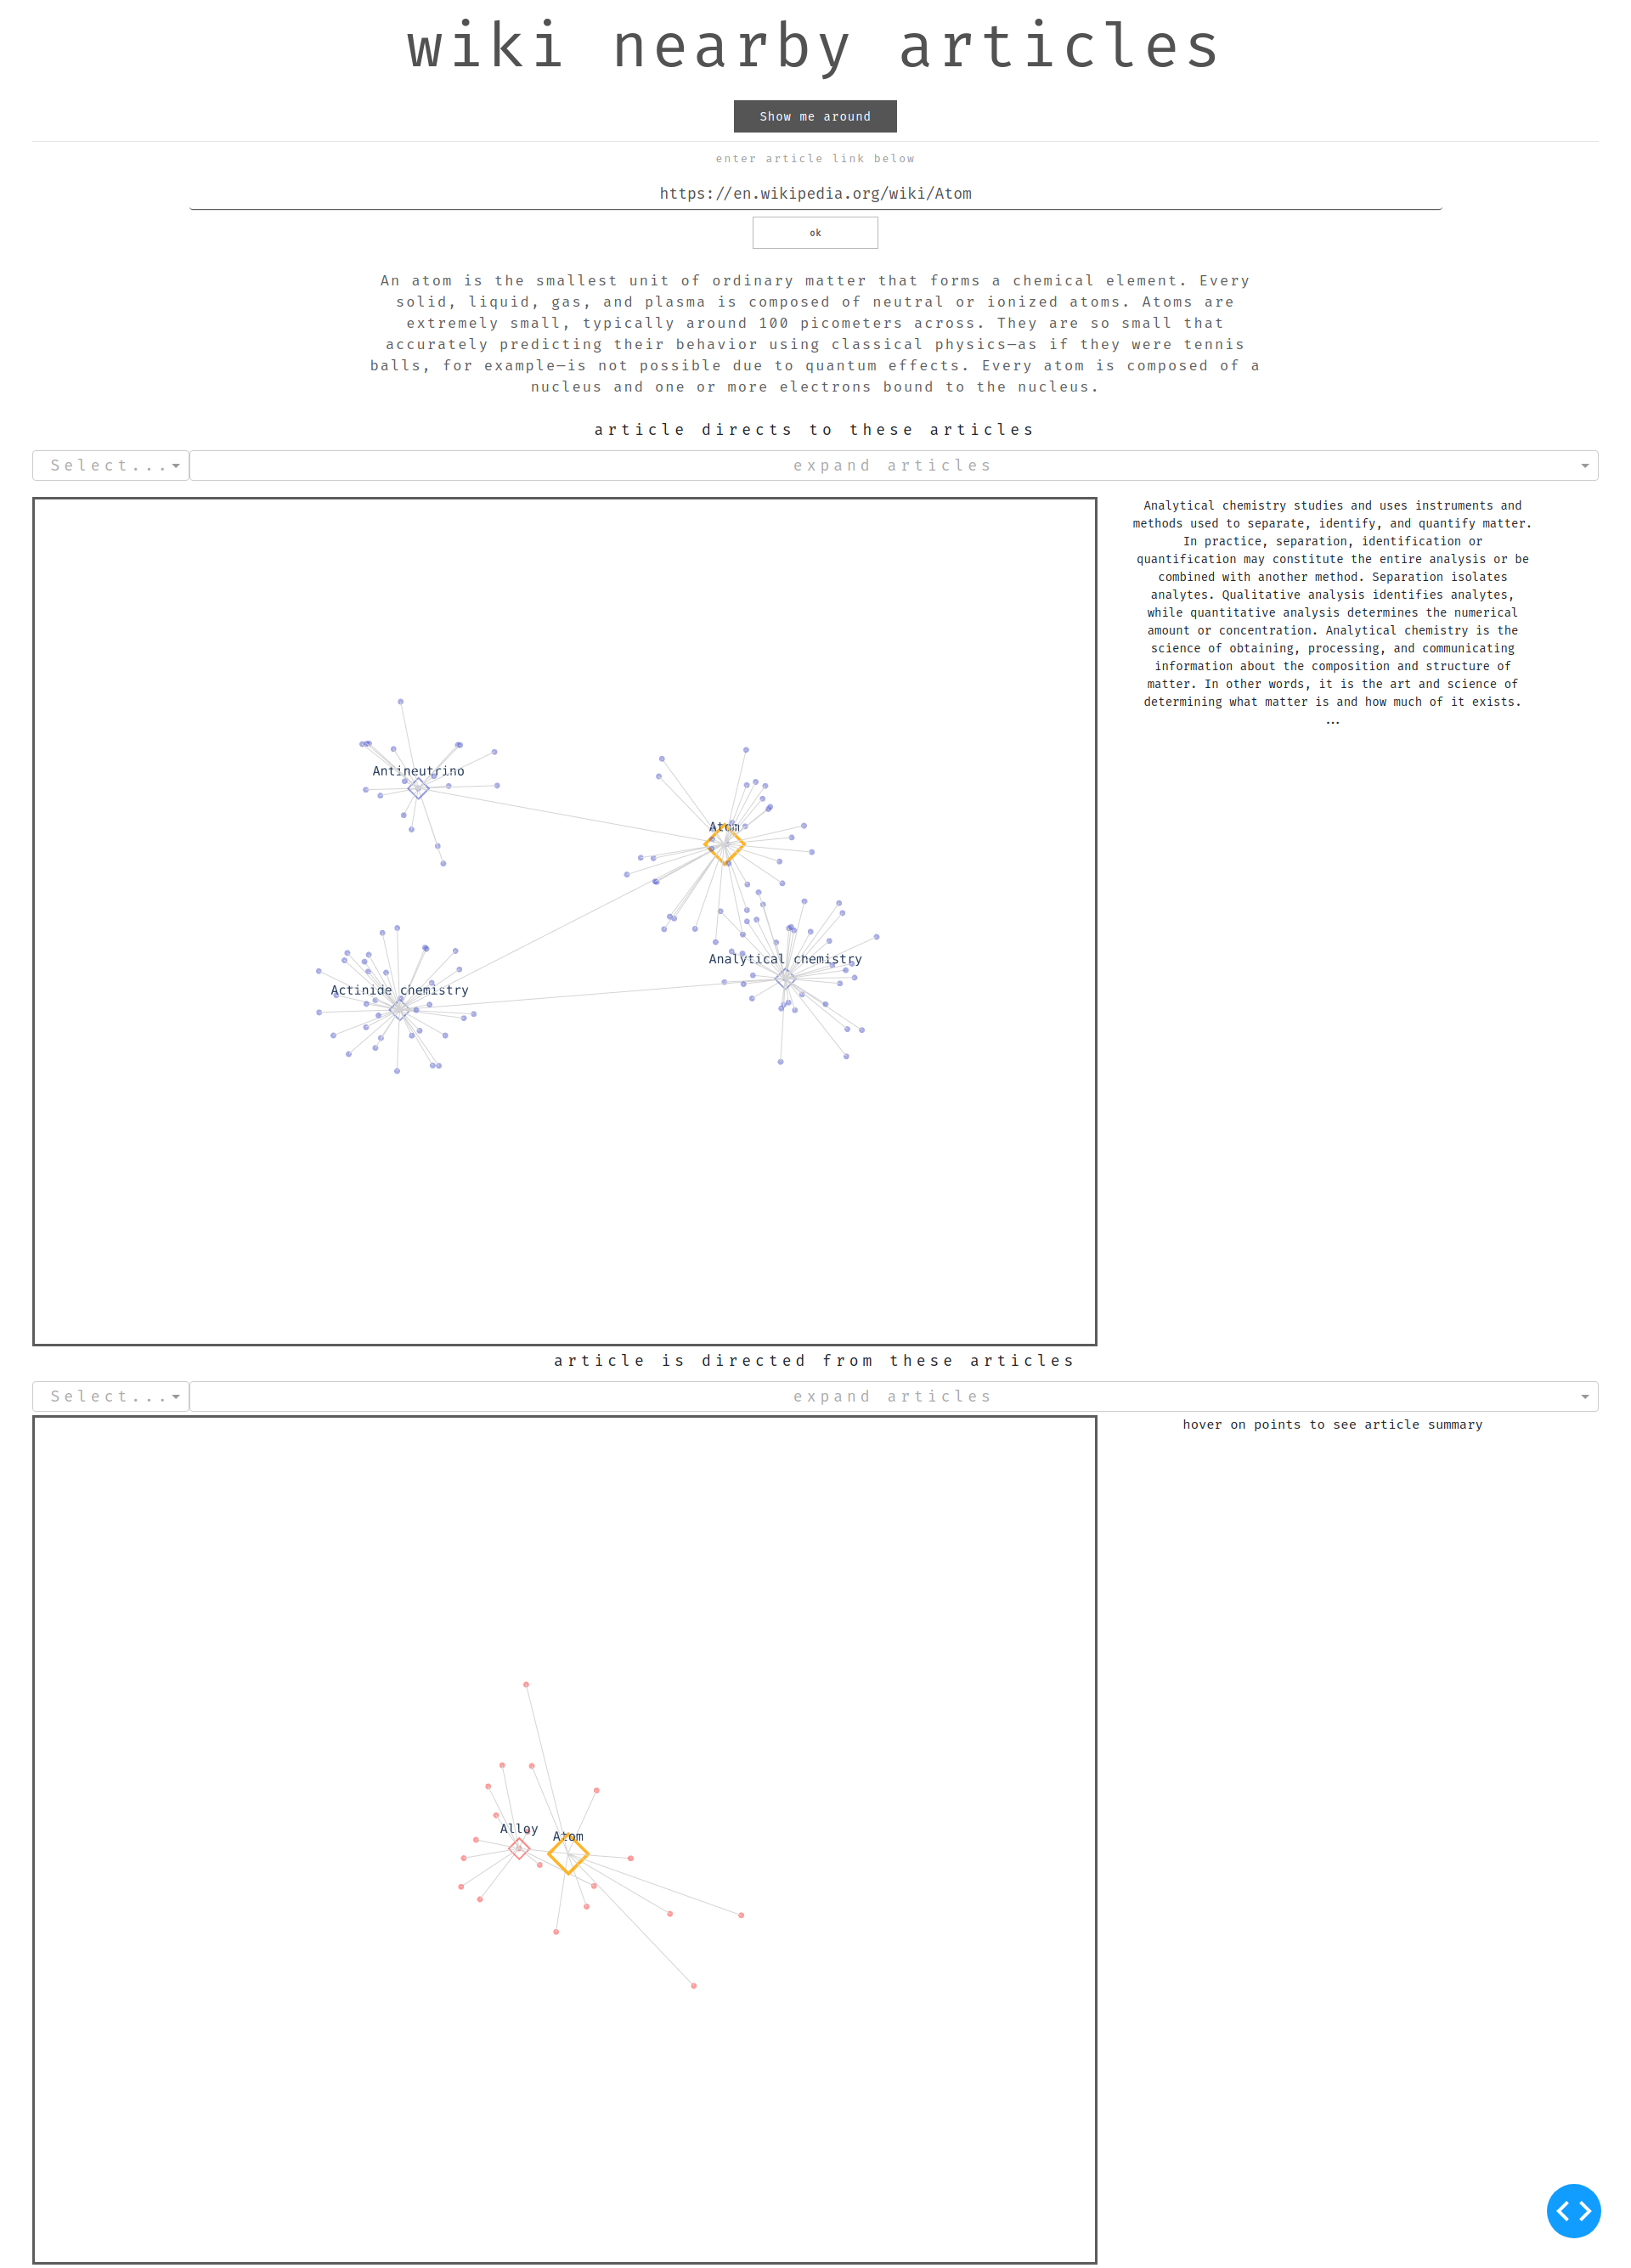 wiki nearby articles
Show me around
enter article link below
https://en.wikipedia.org/wiki/Atom
ok
An atom is the smallest unit of ordinary matter that forms a chemical element. Every
solid, liquid, gas, and plasma is composed of neutral or ionized atoms. Atoms are
extremely small, typically around 100 picometers across. They are so small that
accurately predicting their behavior using classical physics—as if they were tennis
balls, for example—is not possible due to quantum effects. Every atom is composed of a
nucleus and one or more electrons bound to the nucleus.
article directs to these articles
Select...
expand articles
Analytical chemistry studies and uses instruments and
methods used to separate, identify, and quantify matter.
In practice, separation, identification or
quantification may constitute the entire analysis or be
combined with another method. Separation isolates
analytes. Qualitative analysis identifies analytes,
while quantitative analysis determines the numerical
amount or concentration. Analytical chemistry is the
science of obtaining, processing, and communicating
information about the composition and structure of
matter. In other words, it is the art and science of
determining what matter is and how much of it exists.
...
Antineutrino
Atom
Analytical chemistry
Actinide chemistry
article is directed from these articles
Select...
expand articles
hover on points to see article summary
Alloy
Atom